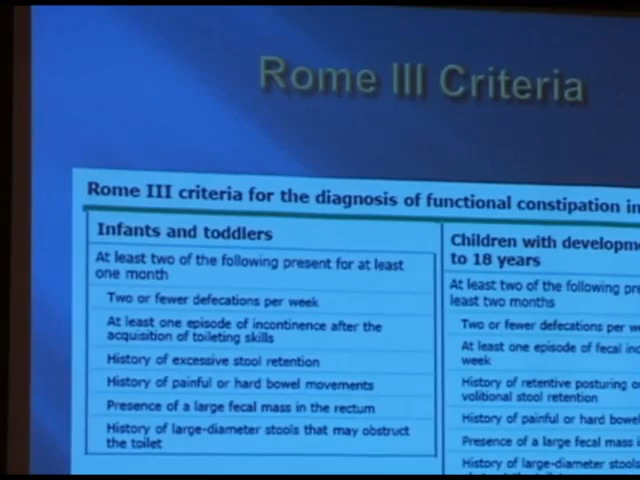 Rome III Criteria
Rome III criteria for the diagnosis of functional constipation in
Infants and toddlers
At least two of the following present for at least
one month
Two or fewer defecations per week
At least one episode of incontinence after the
acquisition of toileting skills
History of excessive stool retention
History of painful or hard bowel movements
Presence of a large fecal mass in the rectum
History of large-diameter stools that may obstruct
the toilet
Children with
to 18 years
At least two of the following
least two months
Two or fewer defecations per
At least one episode of fecal
week
History of retentive posturing
volitional stool retention
History of painful or hard
Presence of a large fecal mass
History of large-diameter stools